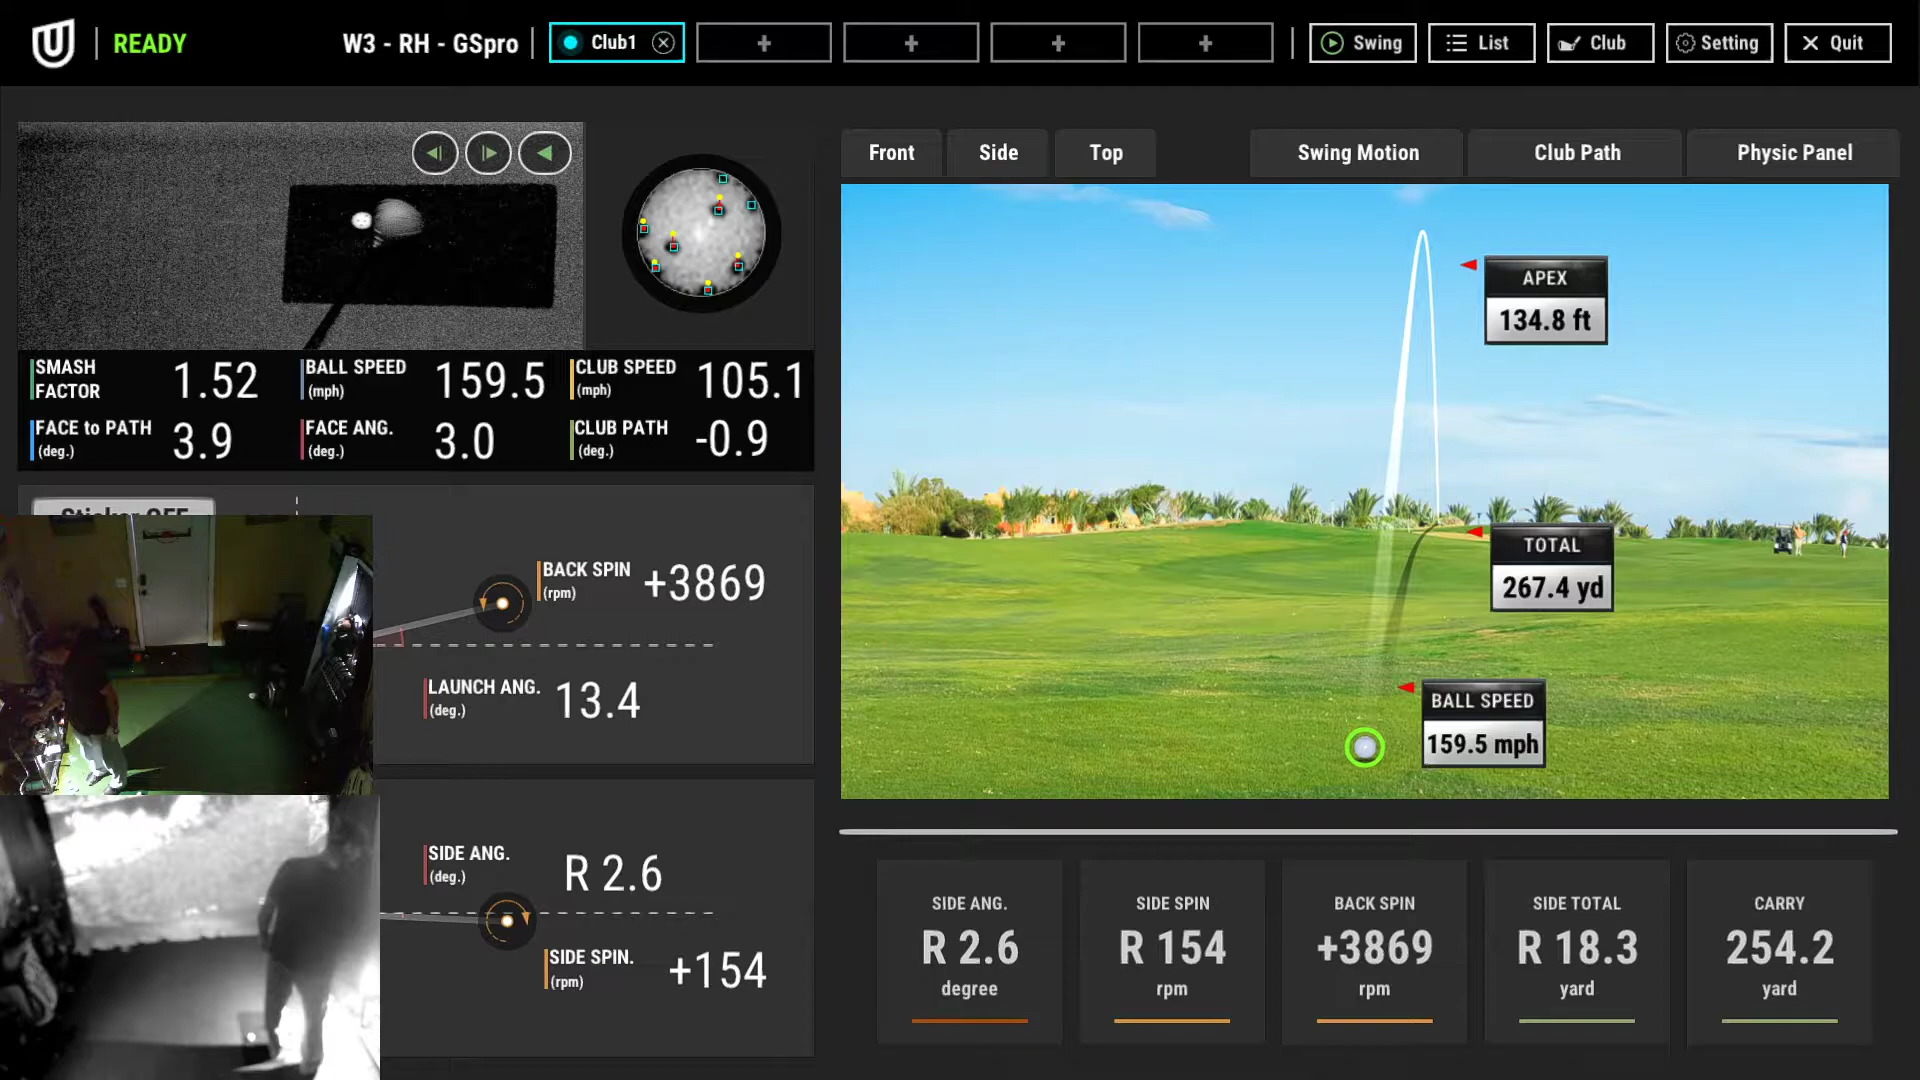 READY
W3 - RH - GSpro
Club1
Swing
List
Club
Setting
Quit
SMASH FACTOR 1.52
BALL SPEED (mph) 159.5
CLUB SPEED (mph) 105.1
FACE to PATH (deg.) 3.9
FACE ANG. (deg.) 3.0
CLUB PATH (deg.) -0.9
BACK SPIN (rpm) +3869
LAUNCH ANG. (deg.) 13.4
SIDE ANG. (deg.) R 2.6
SIDE SPIN. (rpm) +154
Front
Side
Top
Swing Motion
Club Path
Physic Panel
APEX
134.8 ft
TOTAL
267.4 yd
BALL SPEED
159.5 mph
SIDE ANG.
R 2.6
degree
SIDE SPIN
R 154
rpm
BACK SPIN
+3869
rpm
SIDE TOTAL
R 18.3
yard
CARRY
254.2
yard